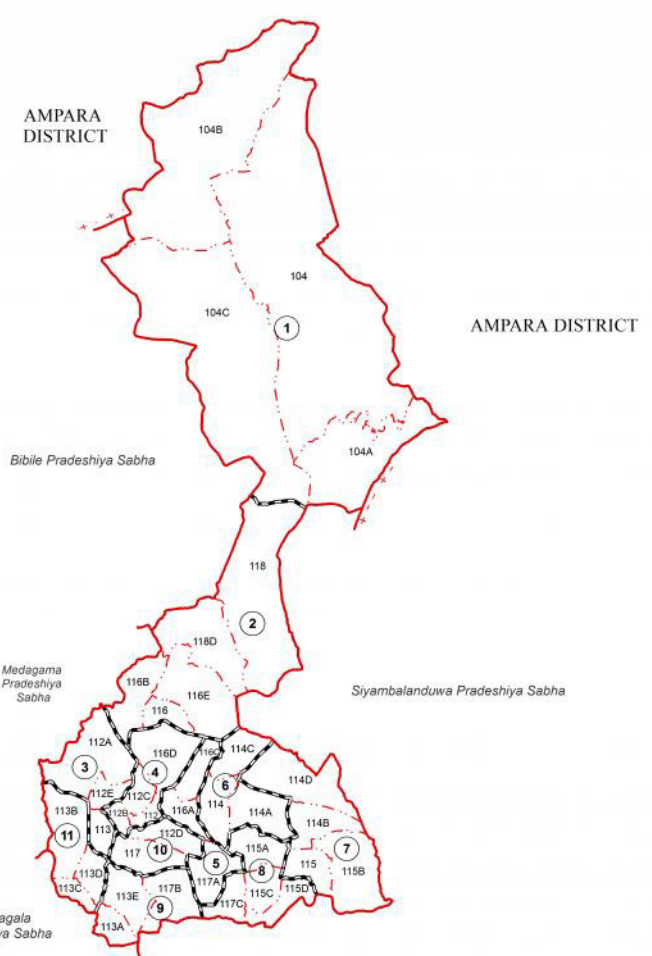 AMPARA
DISTRICT
104B
104
104C
1
AMPARA DISTRICT
104A
Bibile Pradeshiya Sabha
118
2
118D
Medagama
Pradeshiya
Sabha
116B
116E
Siyambalanduwa Pradeshiya Sabha
116
112A
116D
116C
114C
3
4
6
114D
112E
112C
113B
112B
112
116A
114
114A
114B
11
113
112D
117
10
115A
7
5
8
115
115B
113D
113C
117B
117A
115C
115D
113E
9
117C
113A
agala
ya Sabha